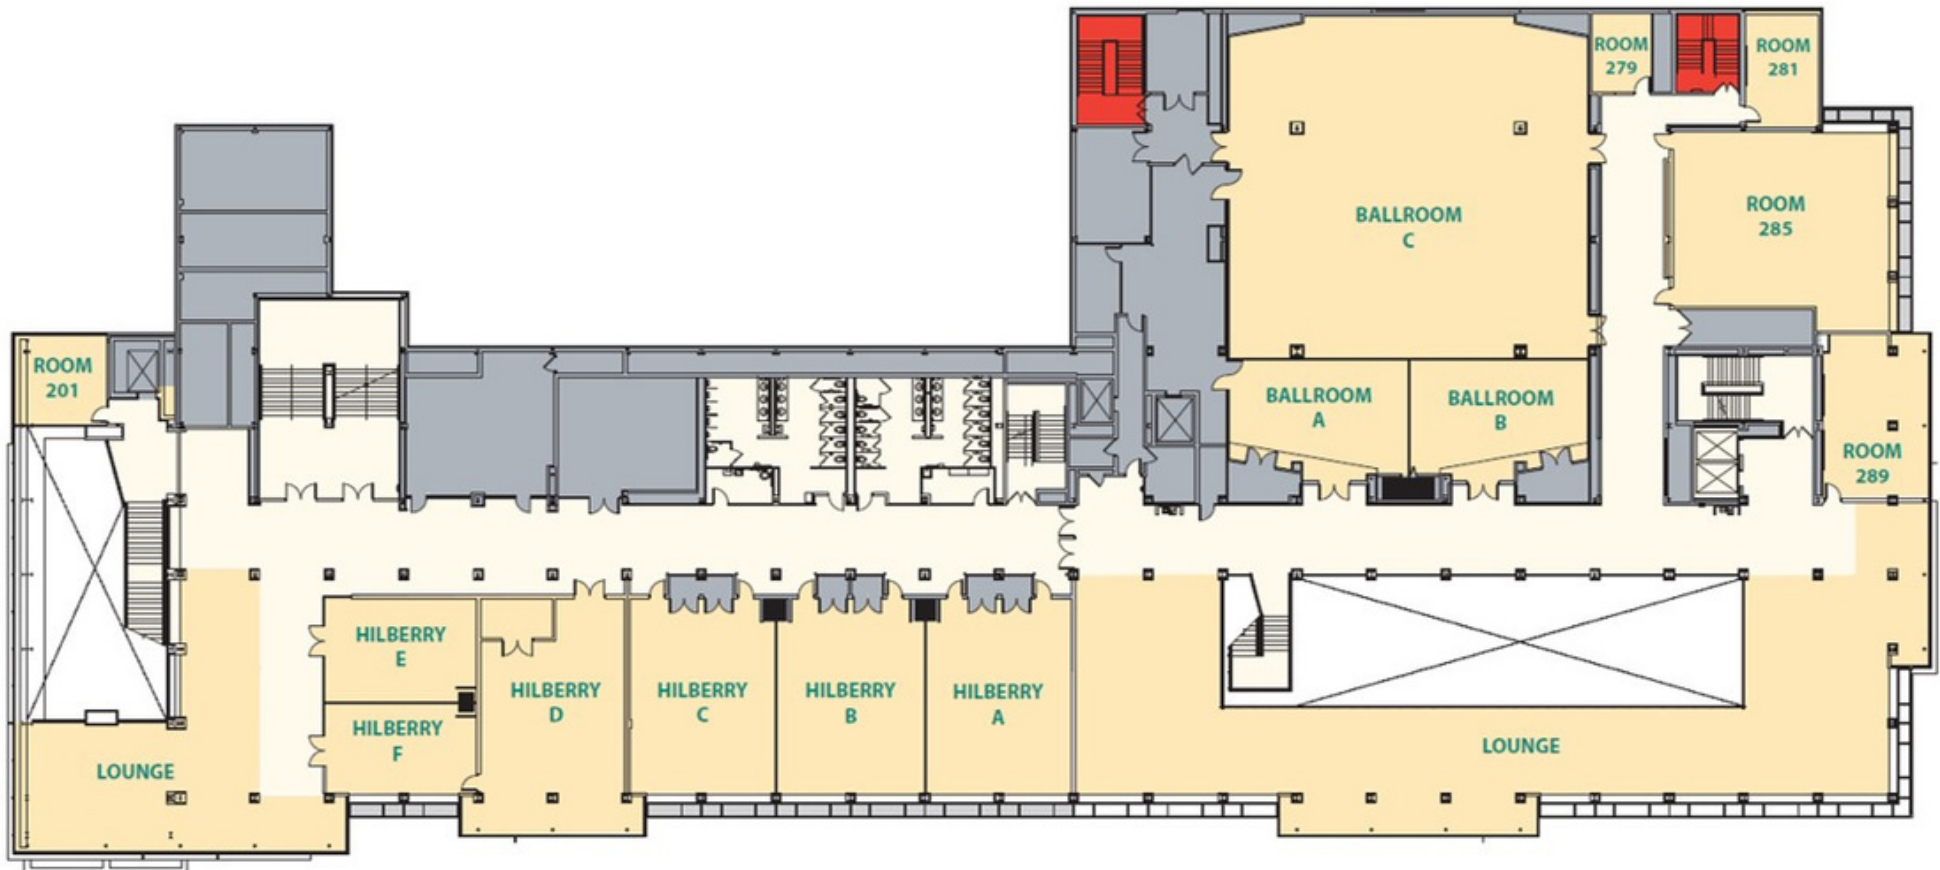 ROOM
279
ROOM
281
BALLROOM
C
ROOM
285
ROOM
201
BALLROOM
A
BALLROOM
B
ROOM
289
HILBERRY
E
HILBERRY
D
HILBERRY
C
HILBERRY
B
HILBERRY
A
HILBERRY
F
LOUNGE
LOUNGE